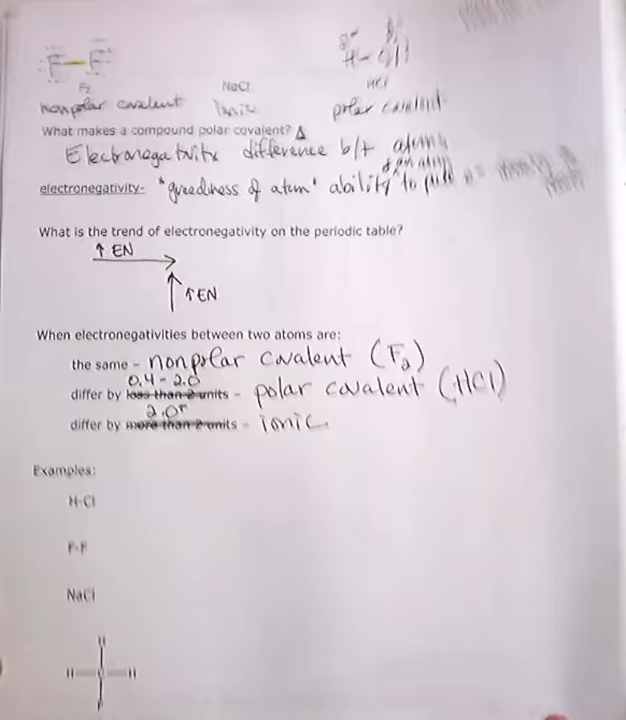 F-F
H-Cl
F2
NaCl
HCl
nonpolar covalent
Ionic
polar covalent
What makes a compound polar covalent? Δ
Electronegativity difference b/t atoms
electronegativity- "greediness of atom" ability to pull e-
What is the trend of electronegativity on the periodic table?
↑ EN
↑ EN
When electronegativities between two atoms are:
the same - nonpolar covalent (F2)
0.4 - 2.0
differ by less than 2 units - polar covalent (HCl)
2.0+
differ by more than 2 units - ionic
Examples:
H-Cl
F-F
NaCl
H
H H